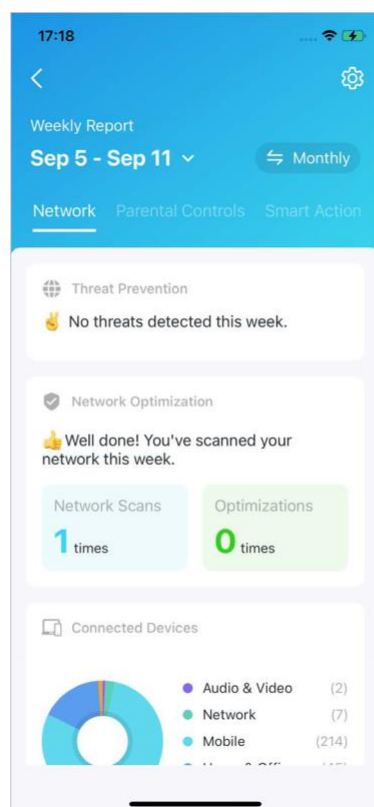 17:18
Weekly Report
Sep 5 - Sep 11
Monthly
Network Parental Controls Smart Action
Threat Prevention
✌️ No threats detected this week.
Network Optimization
👍Well done! You've scanned your
network this week.
Network Scans
1 times
Optimizations
0 times
Connected Devices
Audio & Video (2)
Network (7)
Mobile (214)